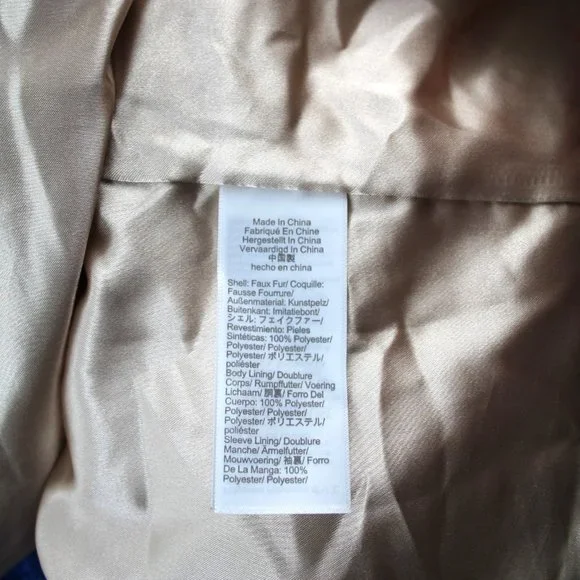 Made In China
Fabriqué En Chine
Hergestellt In China
Vervaardigd In China
中国製
hecho en china
Shell: Faux Fur/ Coquille:
Fausse Fourrure/
Außenmaterial: Kunstpelz/
Buitenkant: Imitatiebont/
シェル: フェイクファー/
Revestimiento: Pieles
Sintéticas: 100% Polyester/
Polyester/ Polyester/
Polyester/ ポリエステル/
poliéster
Body Lining/ Doublure
Corps/ Rumpffutter/ Voering
Lichaam/ 胴裏/ Forro Del
Cuerpo: 100% Polyester/
Polyester/ Polyester/
Polyester/ ポリエステル/
poliéster
Sleeve Lining/ Doublure
Manche/ Ärmelfutter/
Mouwvoering/ 袖裏/ Forro
De La Manga: 100%
Polyester/ Polyester/